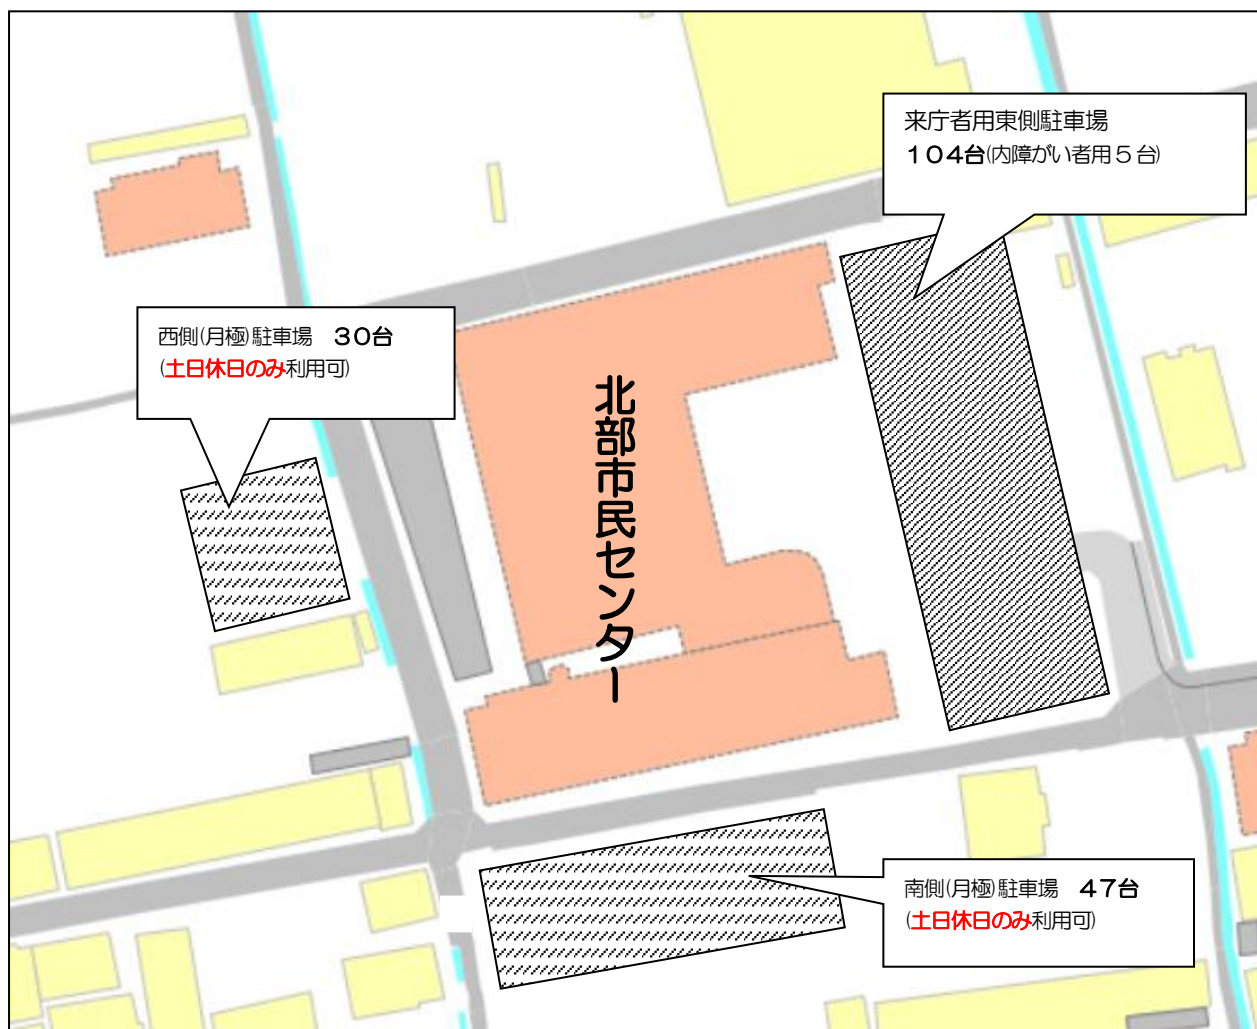 来庁者用東側駐車場
１０４台(内障がい者用５台)
西側(月極)駐車場　３０台
(土日休日のみ利用可)
北部市民センター
南側(月極)駐車場　４７台
(土日休日のみ利用可)